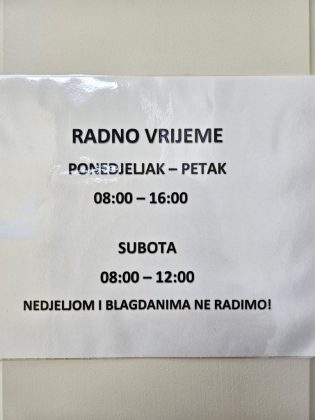 RADNO VRIJEME
PONEDJELJAK – PETAK
08:00 – 16:00
SUBOTA
08:00 – 12:00
NEDJELJOM I BLAGDANIMA NE RADIMO!